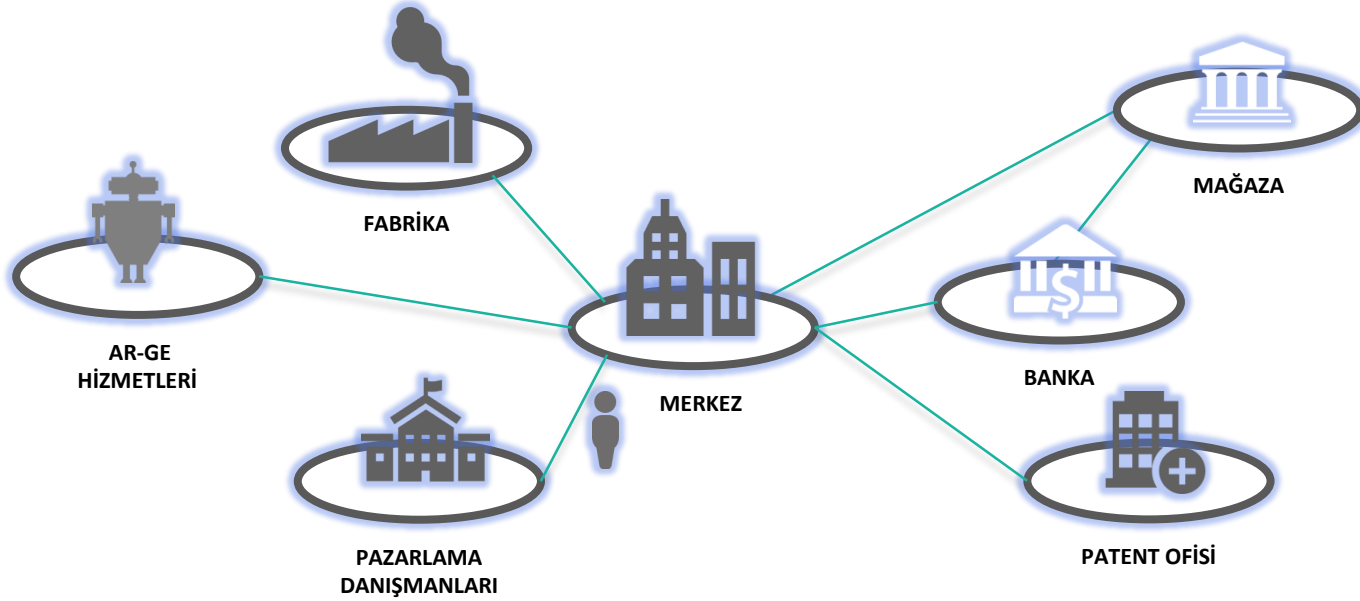 MAĞAZA
FABRİKA
AR-GE
HİZMETLERİ
BANKA
MERKEZ
PAZARLAMA
DANIŞMANLARI
PATENT OFİSİ